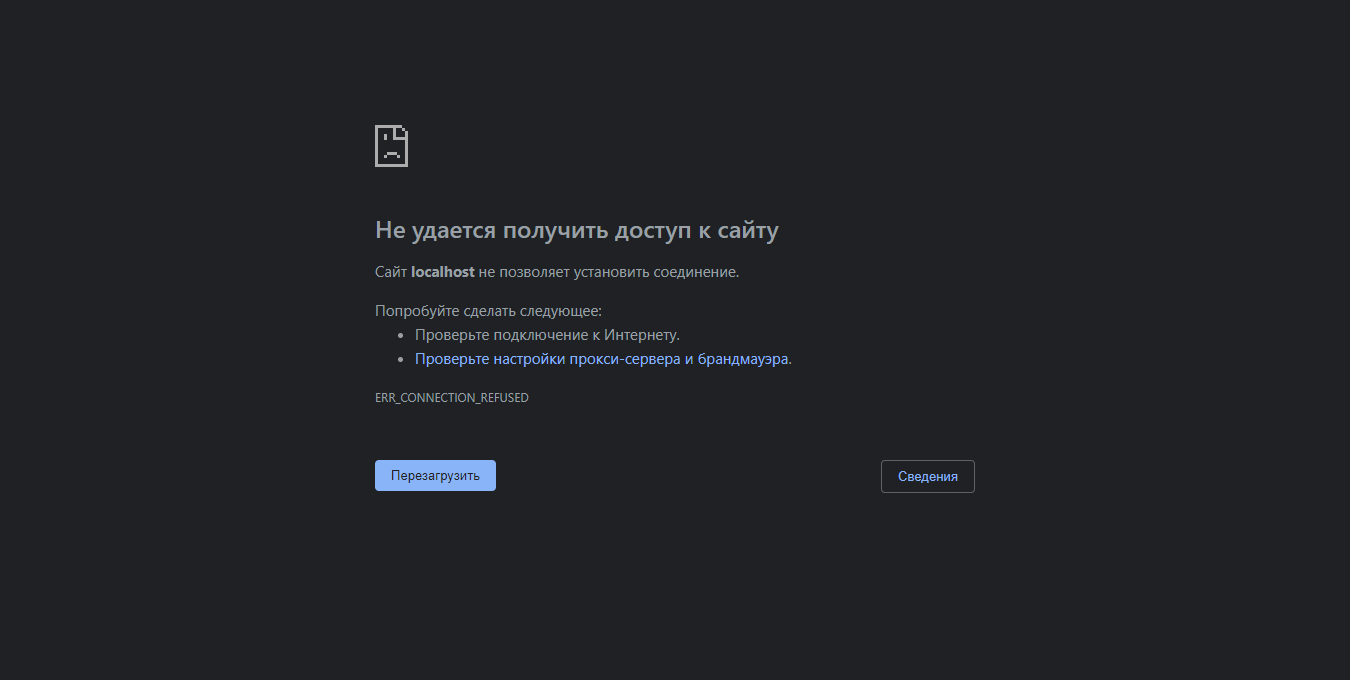 Не удается получить доступ к сайту
Сайт localhost не позволяет установить соединение.
Попробуйте сделать следующее:
• Проверьте подключение к Интернету.
• Проверьте настройки прокси-сервера и брандмауэра.
ERR_CONNECTION_REFUSED
Перезагрузить
Сведения